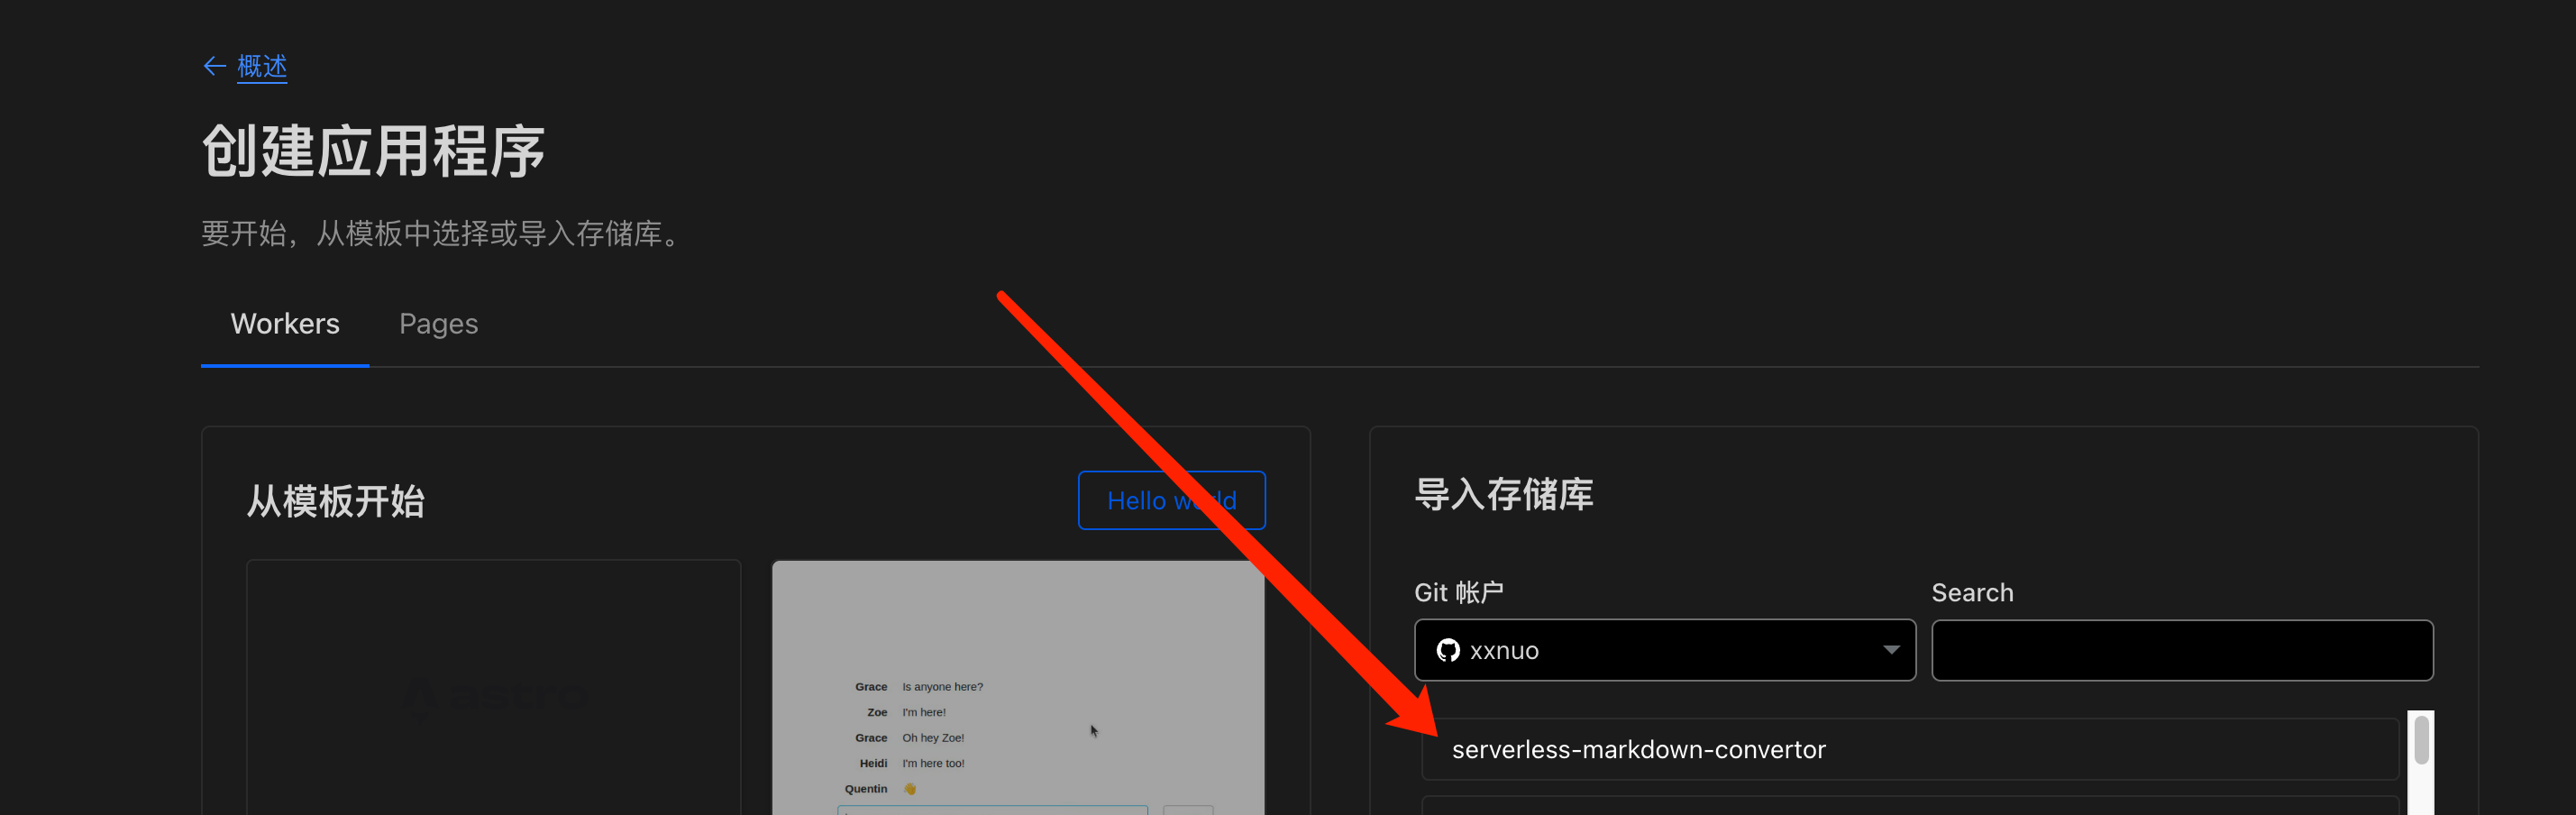 ← 概述
创建应用程序
要开始，从模板中选择或导入存储库。
Workers
Pages
从模板开始
Hello world
astro
Grace Is anyone here?
Zoe I'm here!
Grace Oh hey Zoe!
Heidi I'm here too!
Quentin 👋
导入存储库
Git 帐户
Search
xxnuo
serverless-markdown-convertor